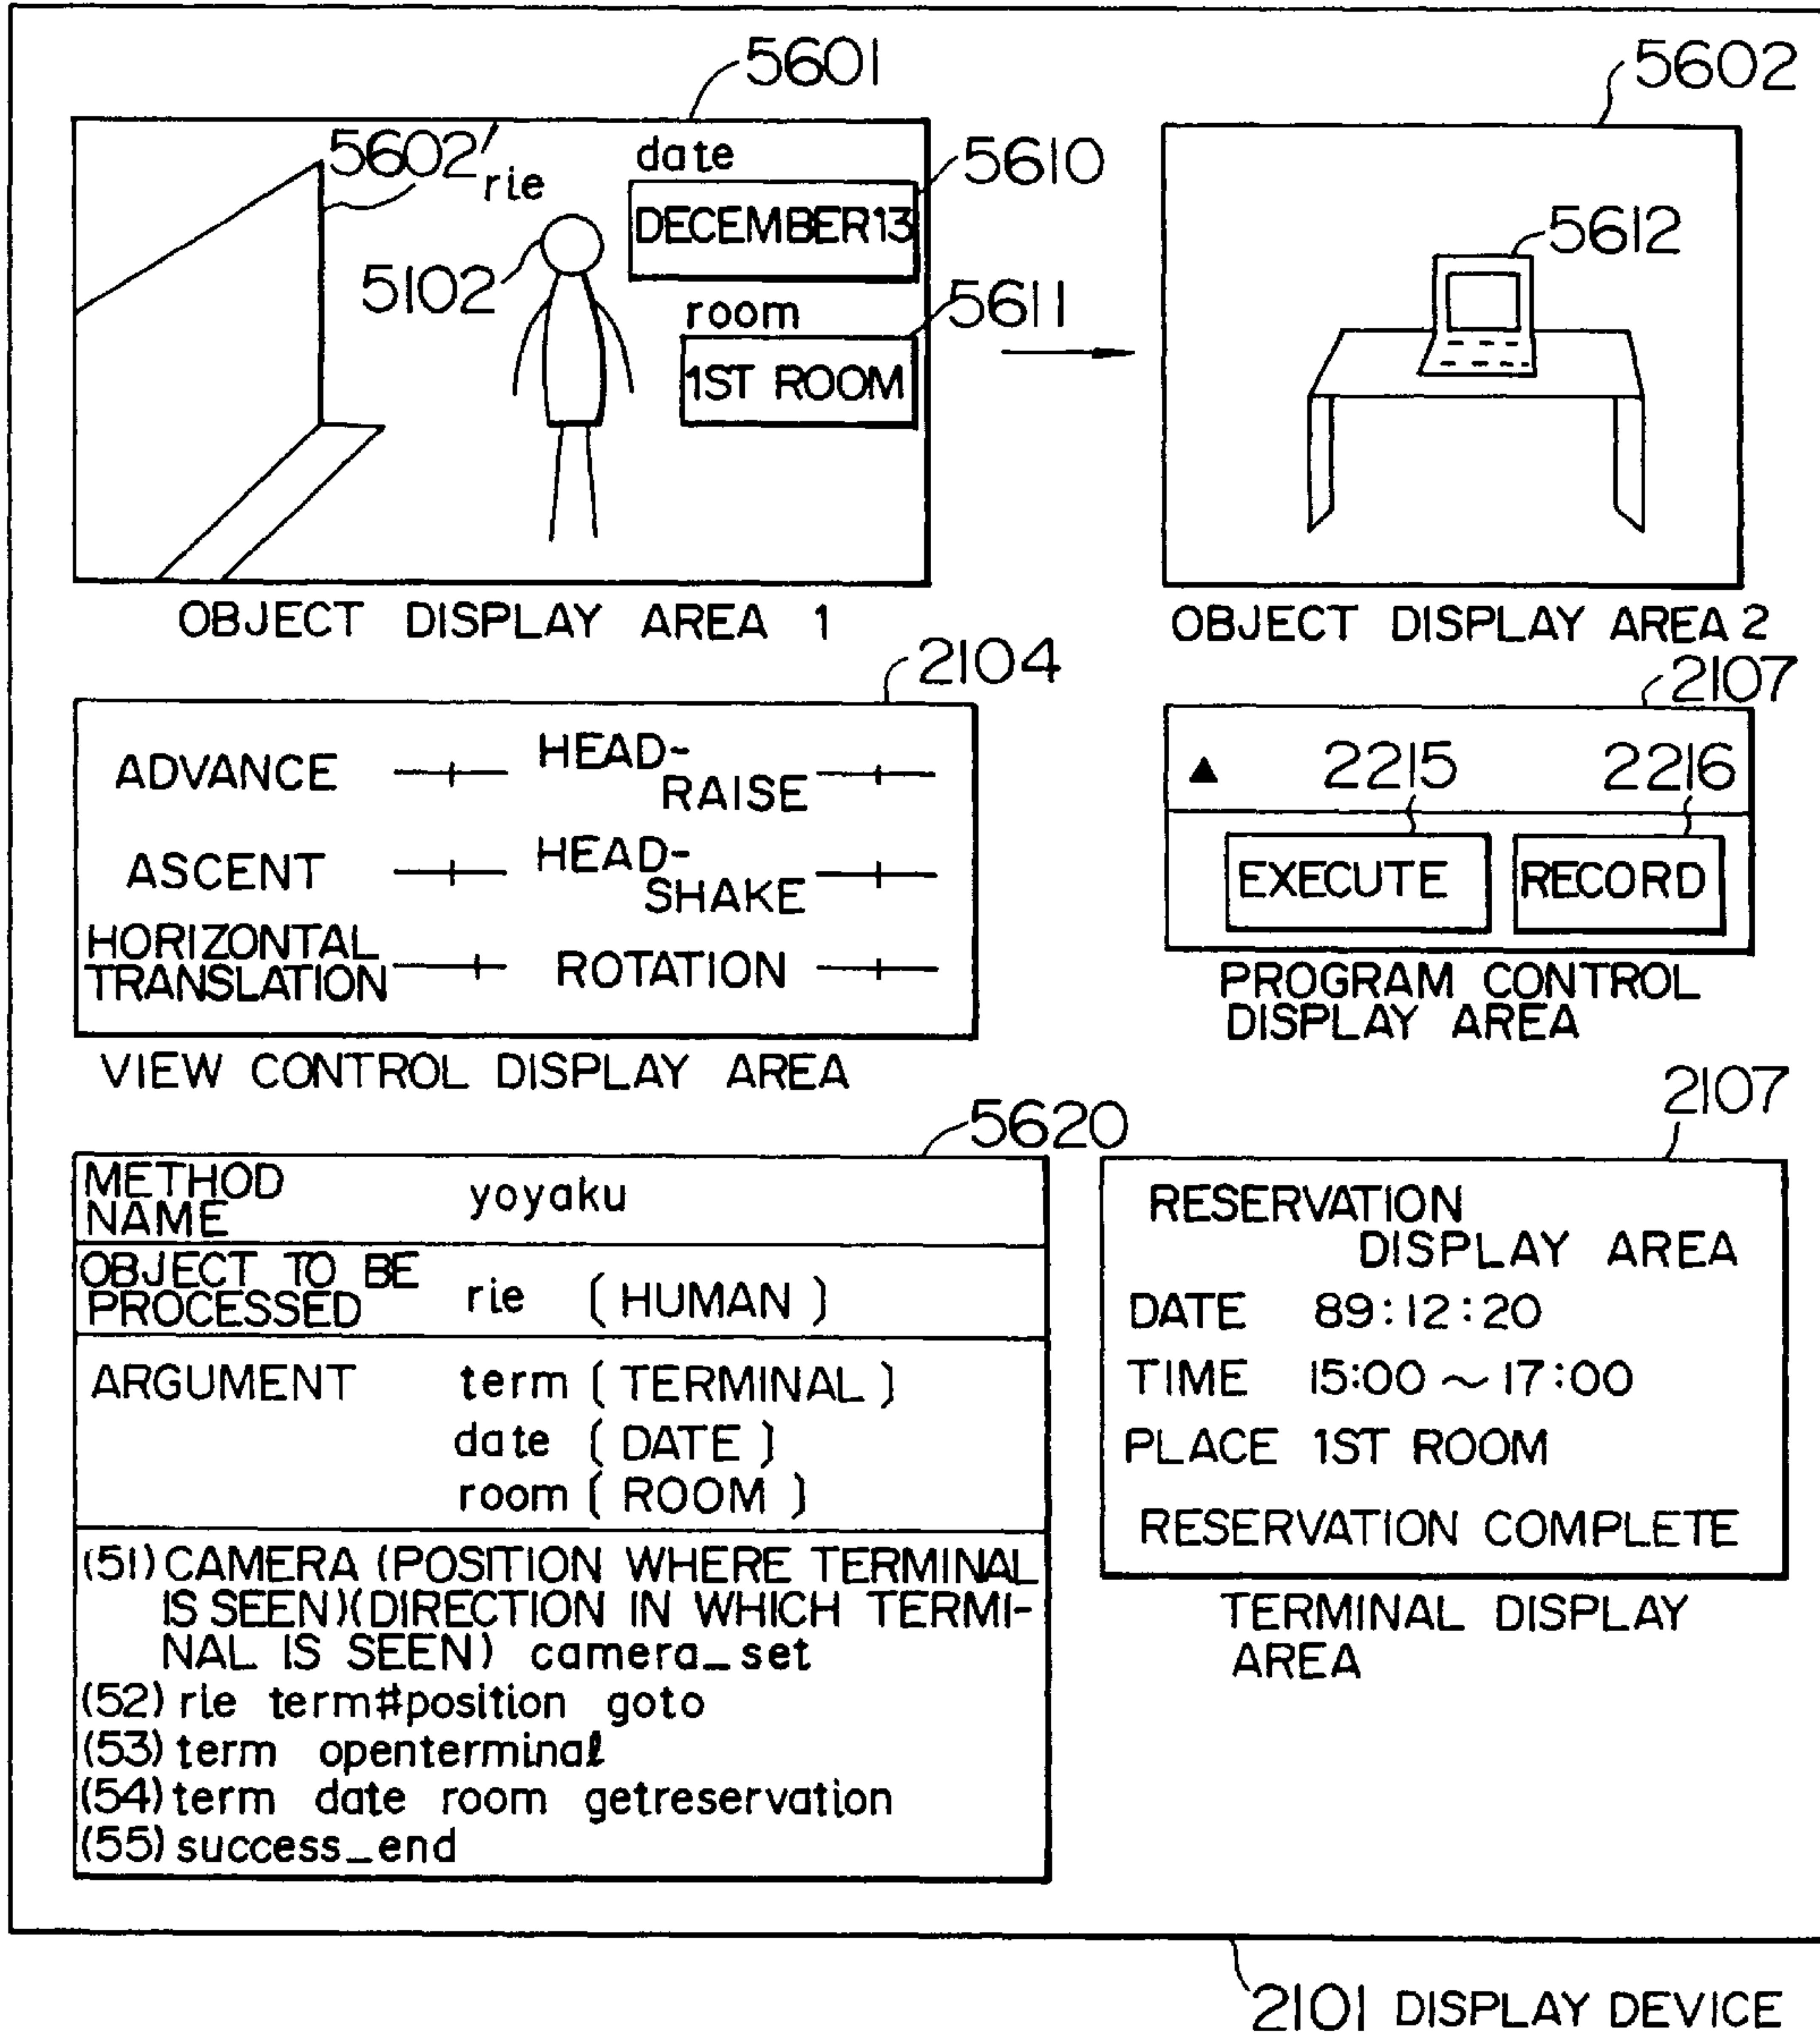 5601
5602
5602'
rie
date
5610
DECEMBER 13
5102
room
5611
1ST ROOM
5612
OBJECT DISPLAY AREA 1
OBJECT DISPLAY AREA 2
2104
2107
ADVANCE
HEAD-
RAISE
ASCENT
HEAD-
SHAKE
HORIZONTAL
TRANSLATION
ROTATION
▲
2215
2216
EXECUTE
RECORD
PROGRAM CONTROL
DISPLAY AREA
VIEW CONTROL DISPLAY AREA
5620
METHOD
NAME
yoyaku
OBJECT TO BE
PROCESSED
rie (HUMAN)
ARGUMENT
term (TERMINAL)
date (DATE)
room (ROOM)
(51) CAMERA (POSITION WHERE TERMINAL
IS SEEN)(DIRECTION IN WHICH TERMI-
NAL IS SEEN) camera_set
(52) rie term#position goto
(53) term openterminal
(54) term date room getreservation
(55) success_end
2107
RESERVATION
DISPLAY AREA
DATE 89:12:20
TIME 15:00 ~ 17:00
PLACE 1ST ROOM
RESERVATION COMPLETE
TERMINAL DISPLAY
AREA
2101 DISPLAY DEVICE